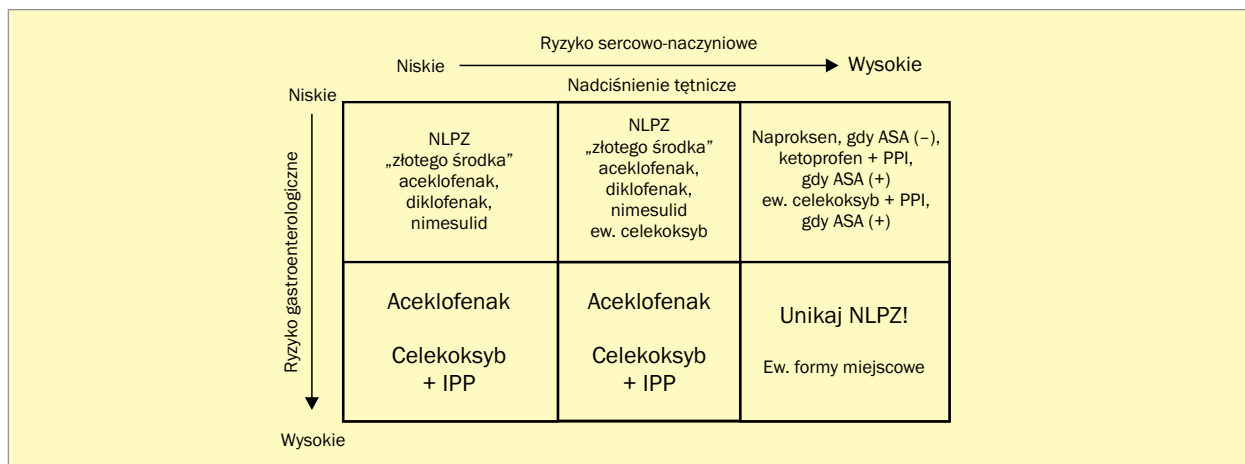 Ryzyko sercowo-naczyniowe
Niskie
Wysokie
Nadciśnienie tętnicze
Niskie
Ryzyko gastroenterologiczne
Wysokie
NLPZ
„złotego środka”
aceklofenak,
diklofenak,
nimesulid
NLPZ
„złotego środka”
aceklofenak,
diklofenak,
nimesulid
ew. celekoksyb
Naproksen, gdy ASA (–),
ketoprofen + PPI,
gdy ASA (+)
ew. celekoksyb + PPI,
gdy ASA (+)
Aceklofenak
Celekoksyb
+ IPP
Aceklofenak
Celekoksyb
+ IPP
Unikaj NLPZ!
Ew. formy miejscowe